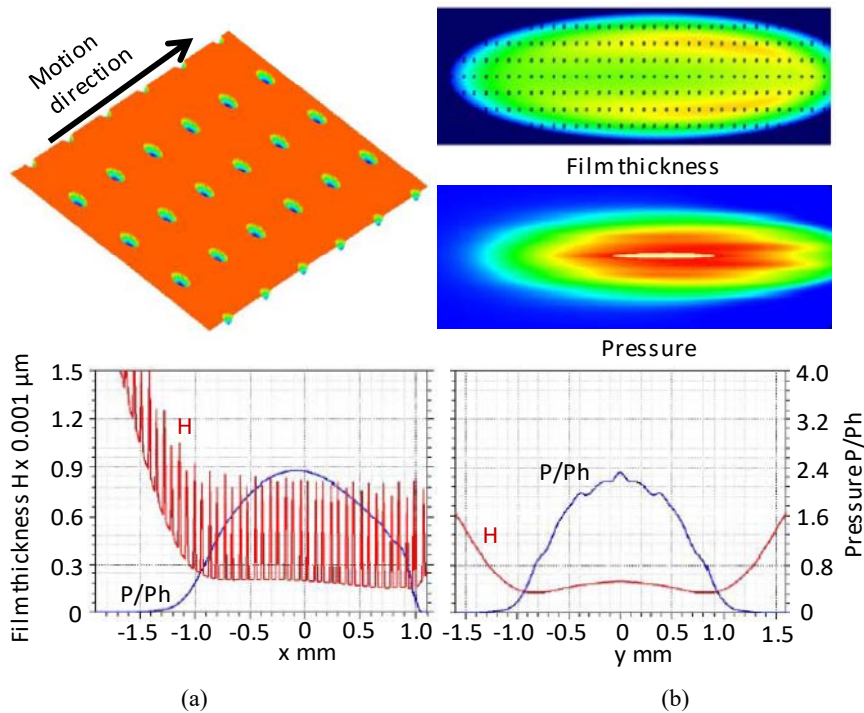 Motion
direction
Film thickness
Pressure
Film thickness H x 0.001 µm
1.5
1.2
0.9
0.6
0.3
0
H
P/Ph
-1.5 -1.0 -0.5 0 0.5 1.0
x mm
P/Ph
H
4.0
3.2
2.4
1.6
0.8
0
Pressure P/Ph
-1.5 -1.0 -0.5 0 0.5 1.0 1.5
y mm
(a) (b)